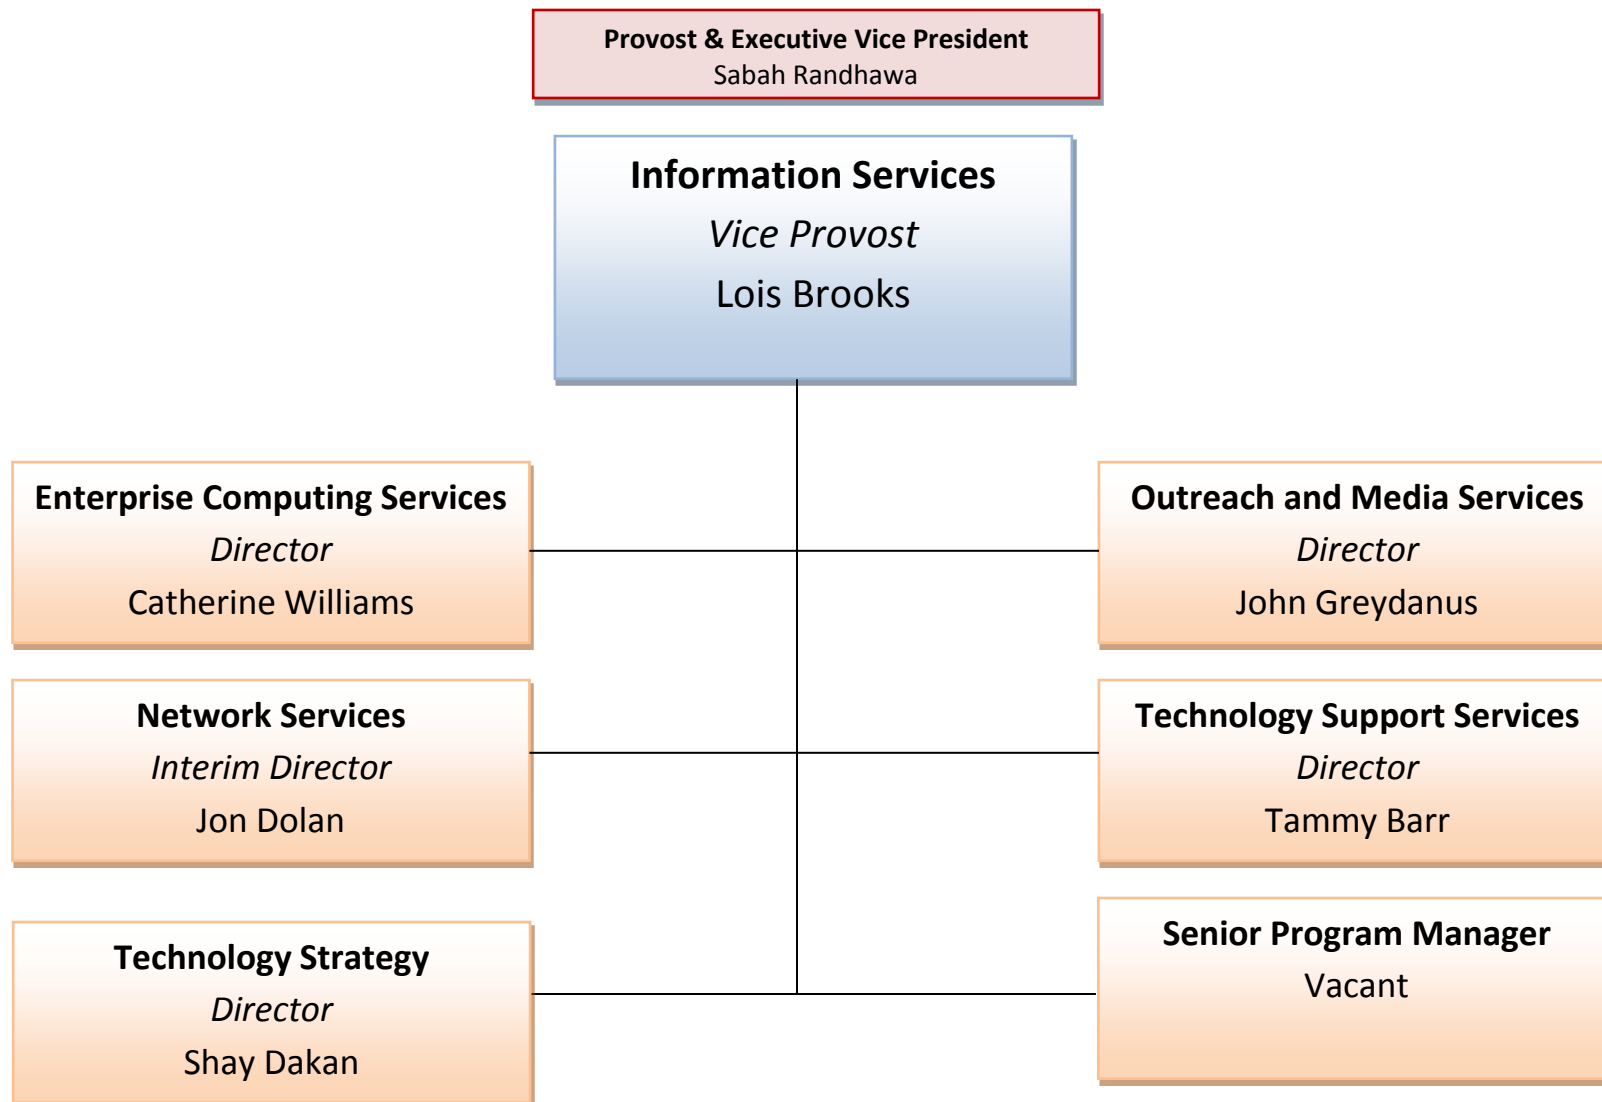 Provost & Executive Vice President
Sabah Randhawa
Information Services
Vice Provost
Lois Brooks
Enterprise Computing Services
Director
Catherine Williams
Outreach and Media Services
Director
John Greydanus
Network Services
Interim Director
Jon Dolan
Technology Support Services
Director
Tammy Barr
Technology Strategy
Director
Shay Dakan
Senior Program Manager
Vacant